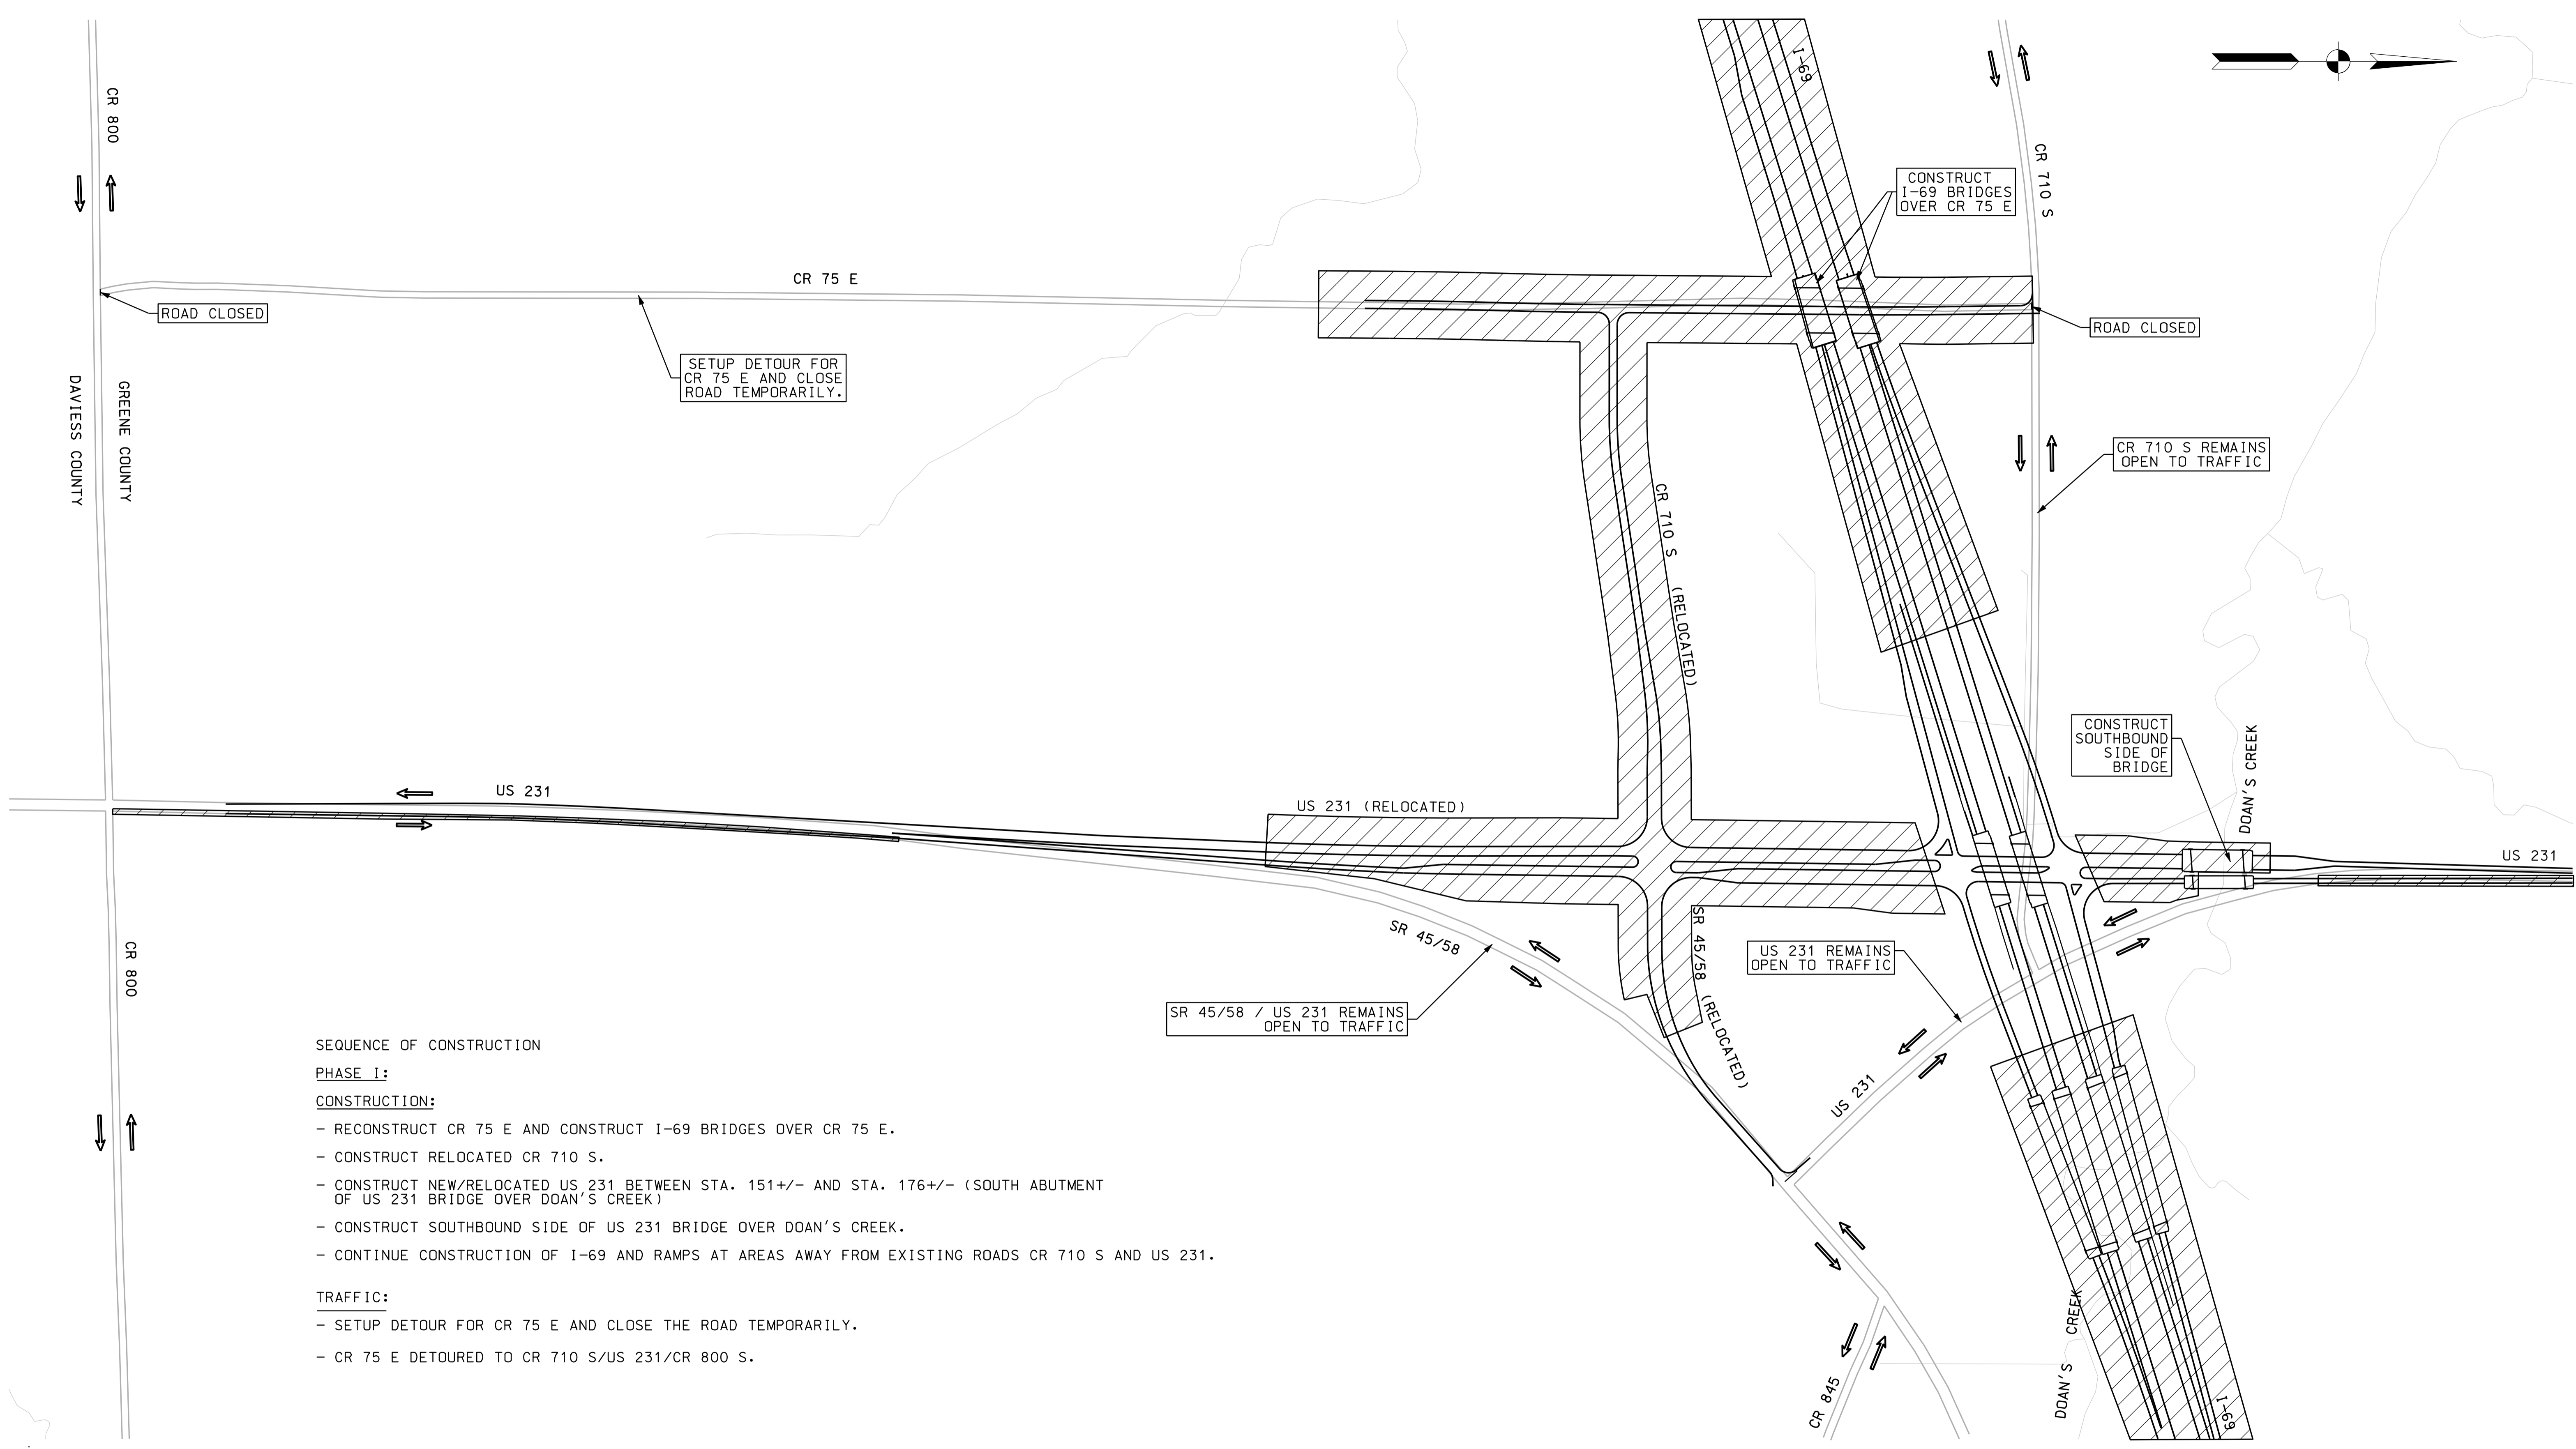 CR 800
I-69
CR 710 S
CONSTRUCT
I-69 BRIDGES
OVER CR 75 E
CR 75 E
ROAD CLOSED
ROAD CLOSED
SETUP DETOUR FOR
CR 75 E AND CLOSE
ROAD TEMPORARILY.
DAVIESS COUNTY
GREENE COUNTY
CR 710 S REMAINS
OPEN TO TRAFFIC
CR 710 S (RELOCATED)
CONSTRUCT
SOUTHBOUND
SIDE OF
BRIDGE
DOAN'S CREEK
US 231
US 231 (RELOCATED)
US 231
CR 800
SR 45/58
SR 45/58 (RELOCATED)
US 231 REMAINS
OPEN TO TRAFFIC
SR 45/58 / US 231 REMAINS
OPEN TO TRAFFIC
US 231
SEQUENCE OF CONSTRUCTION
PHASE I:
CONSTRUCTION:
- RECONSTRUCT CR 75 E AND CONSTRUCT I-69 BRIDGES OVER CR 75 E.
- CONSTRUCT RELOCATED CR 710 S.
- CONSTRUCT NEW/RELOCATED US 231 BETWEEN STA. 151+/- AND STA. 176+/- (SOUTH ABUTMENT
OF US 231 BRIDGE OVER DOAN'S CREEK)
- CONSTRUCT SOUTHBOUND SIDE OF US 231 BRIDGE OVER DOAN'S CREEK.
- CONTINUE CONSTRUCTION OF I-69 AND RAMPS AT AREAS AWAY FROM EXISTING ROADS CR 710 S AND US 231.
TRAFFIC:
- SETUP DETOUR FOR CR 75 E AND CLOSE THE ROAD TEMPORARILY.
- CR 75 E DETOURED TO CR 710 S/US 231/CR 800 S.
CR 845
DOAN'S CREEK
I-69